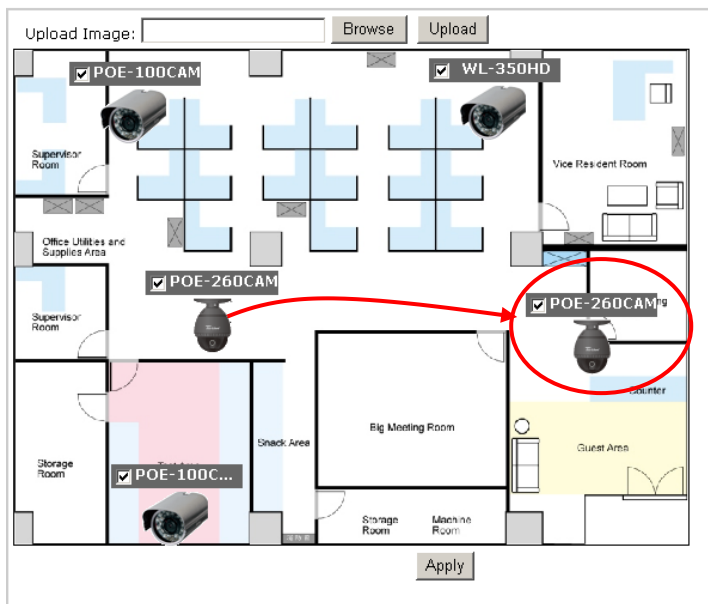 Upload Image: Browse Upload
POE-100CAM
WL-350HD
Supervisor
Room
Vice Resident Room
Office Utilities and
Supplies Area
POE-260CAM
POE-260CAM
Supervisor
Room
Counter
Big Meeting Room
Snack Area
Guest Area
Storage
Room
POE-100C...
Storage
Room
Machine
Room
Apply